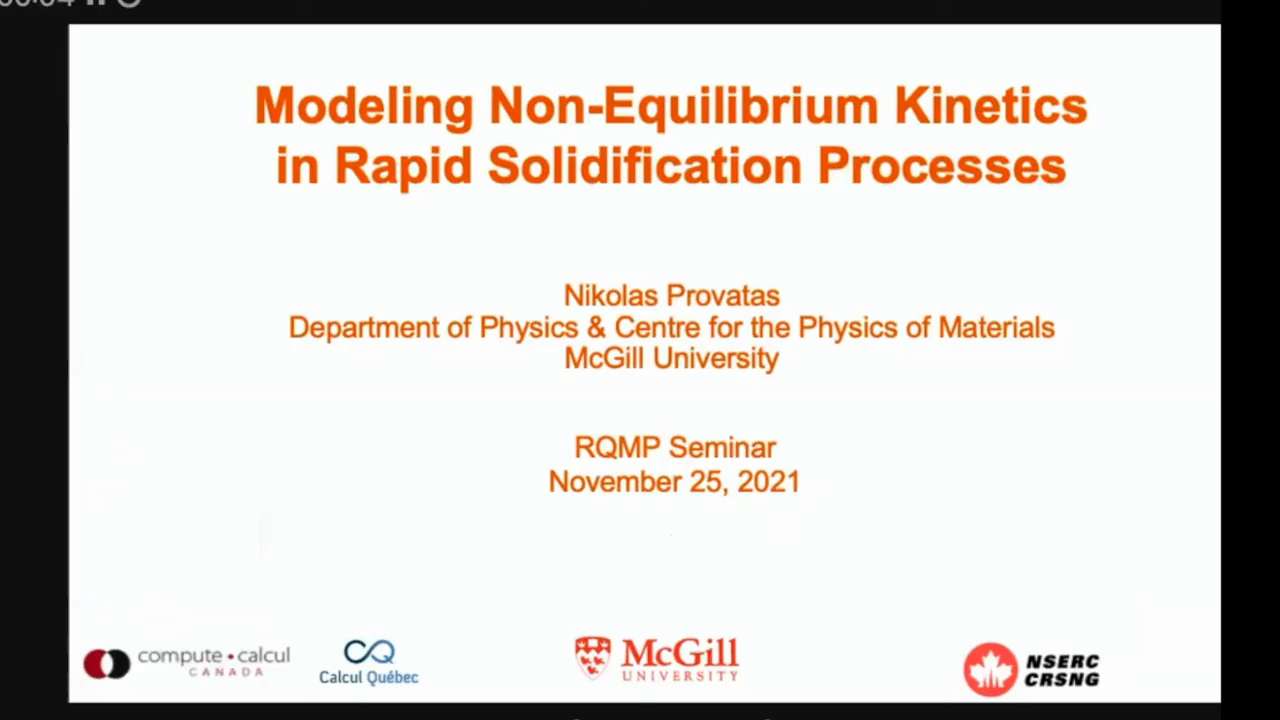 Modeling Non-Equilibrium Kinetics
in Rapid Solidification Processes
Nikolas Provatas
Department of Physics & Centre for the Physics of Materials
McGill University
RQMP Seminar
November 25, 2021
compute • calcul
CANADA
Calcul Québec
McGill
UNIVERSITY
NSERC
CRSNG